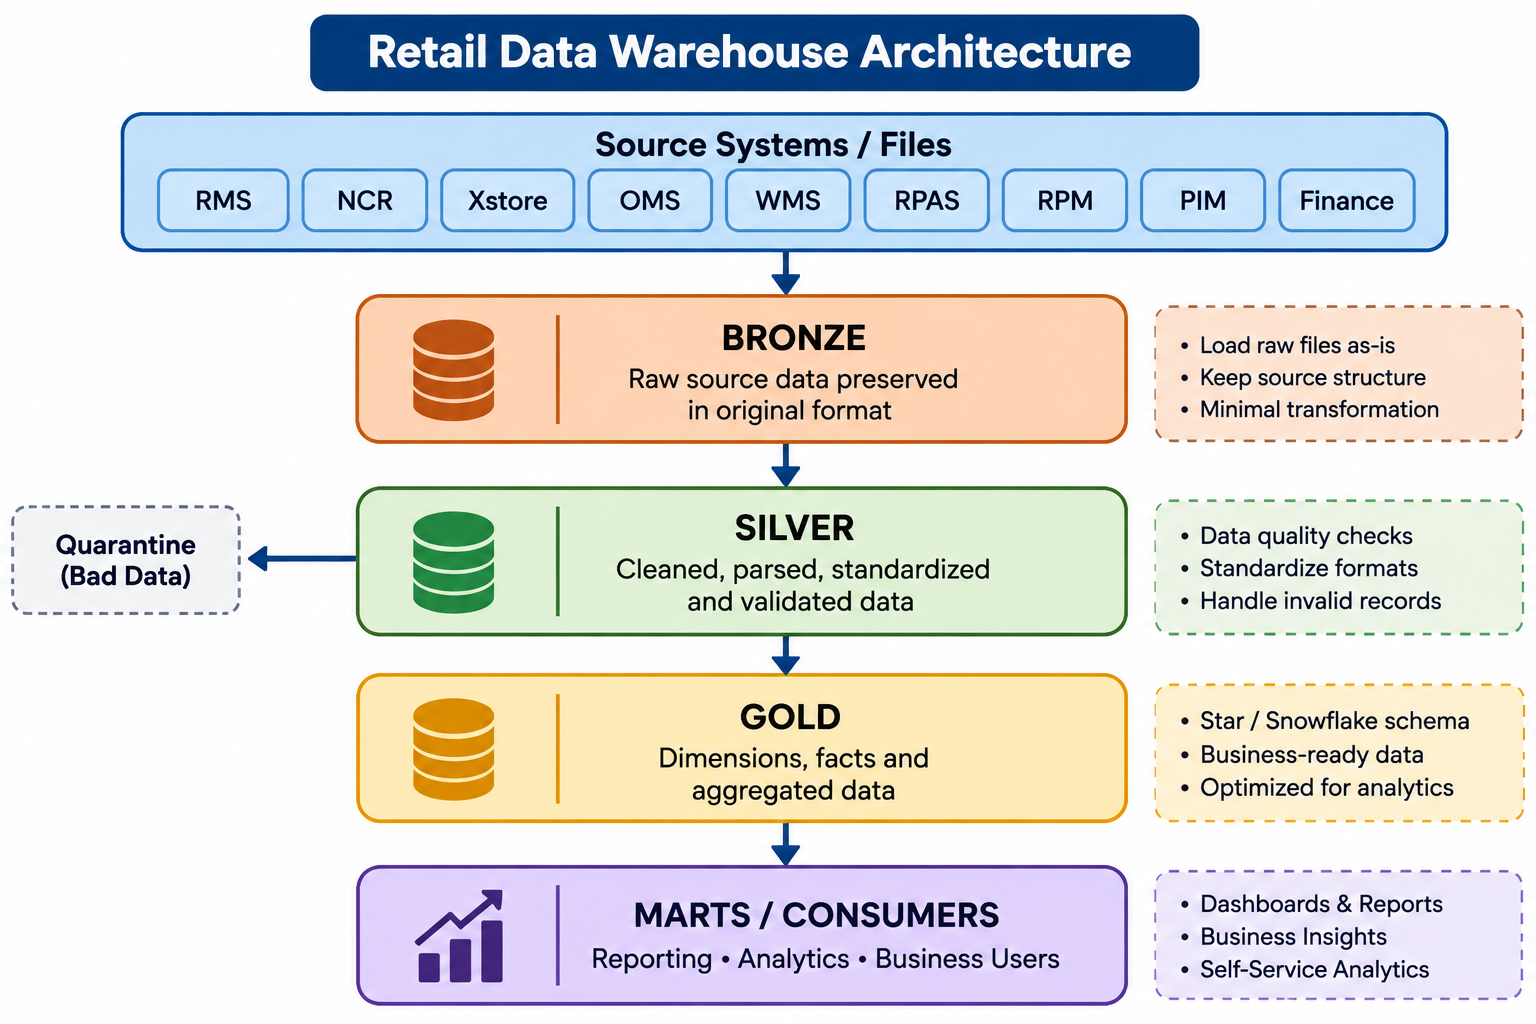 Retail Data Warehouse Architecture
Source Systems / Files
RMS
NCR
Xstore
OMS
WMS
RPAS
RPM
PIM
Finance
BRONZE
Raw source data preserved
in original format
• Load raw files as-is
• Keep source structure
• Minimal transformation
Quarantine
(Bad Data)
SILVER
Cleaned, parsed, standardized
and validated data
• Data quality checks
• Standardize formats
• Handle invalid records
GOLD
Dimensions, facts and
aggregated data
• Star / Snowflake schema
• Business-ready data
• Optimized for analytics
MARTS / CONSUMERS
Reporting • Analytics • Business Users
• Dashboards & Reports
• Business Insights
• Self-Service Analytics